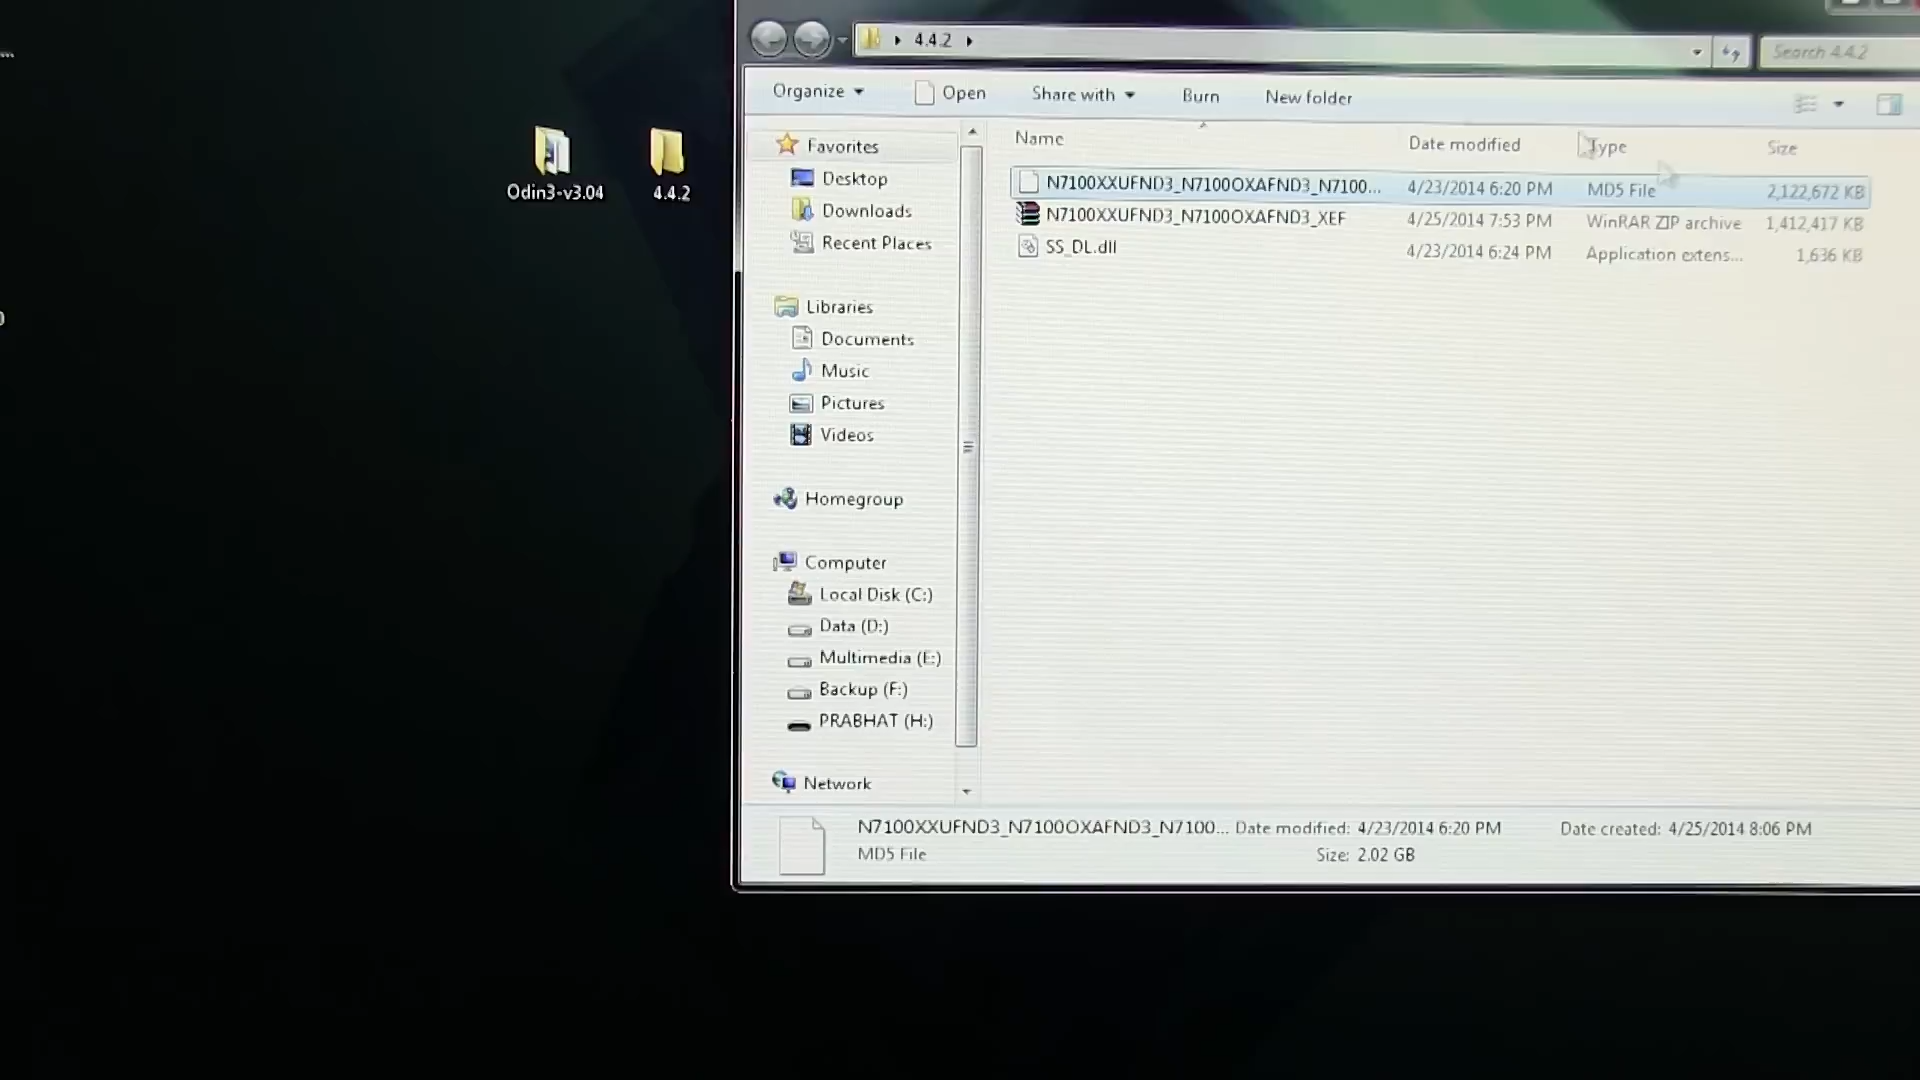 4.4.2
Search 4.4.2
Organize
Open
Share with
Burn
New folder
Odin3-v3.04
4.4.2
Favorites
Desktop
Downloads
Recent Places
Libraries
Documents
Music
Pictures
Videos
Homegroup
Computer
Local Disk (C:)
Data (D:)
Multimedia (E:)
Backup (F:)
PRABHAT (H:)
Network
Name Date modified Type Size
N7100XXUFND3_N7100OXAFND3_N7100... 4/23/2014 6:20 PM MD5 File 2,122,672 KB
N7100XXUFND3_N7100OXAFND3_XEF 4/25/2014 7:53 PM WinRAR ZIP archive 1,412,417 KB
SS_DL.dll 4/23/2014 6:24 PM Application extens... 1,636 KB
N7100XXUFND3_N7100OXAFND3_N7100... Date modified: 4/23/2014 6:20 PM Date created: 4/25/2014 8:06 PM
MD5 File Size: 2.02 GB